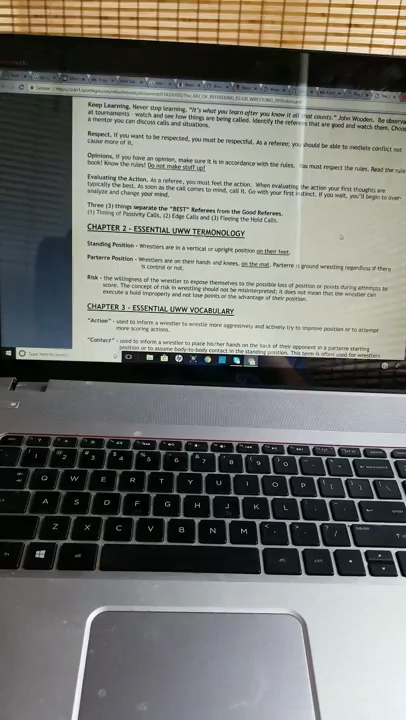 Keep Learning. Never stop learning. "It's what you learn after you know it all that counts." John Wooden. Be
at tournaments - watch and see how things are being called. Identify the referees that are good and watch them.
a mentor you can discuss calls and situations.
Respect. If you want to be respected, you must be respectful. As a referee, you should be able to mediate conflict not
cause more of it.
Opinions. If you have an opinion, make sure it is in accordance with the rules. You must respect the rules. Read the rule
book! Know the rules! Do not make stuff up!
Evaluating the Action. As a referee, you must feel the action. When evaluating the action your first thoughts are
typically the best. As soon as the call comes to mind, call it. Go with your first instinct. If you wait, you'll begin to over-
analyze and change your mind.
Three (3) things separate the "BEST" Referees from the Good Referees.
(1) Timing of Passivity Calls, (2) Edge Calls and (3) Fleeing the Hold Calls.
CHAPTER 2 - ESSENTIAL UWW TERMONOLOGY
Standing Position - Wrestlers are in a vertical or upright position on their feet.
Parterre Position - Wrestlers are on their hands and knees, on the mat. Parterre is ground wrestling regardless if there
is control or not.
Risk - the willingness of the wrestler to expose themselves to the possible loss of position or points during attempts to
score. The concept of risk in wrestling should not be misinterpreted; it does not mean that the wrestler can
execute a hold improperly and not lose points or the advantage of their position.
CHAPTER 3 - ESSENTIAL UWW VOCABULARY
"Action" - used to inform a wrestler to wrestle more aggressively and actively try to improve position or to attempt
more scoring actions.
"Contact" - used to inform a wrestler to place his/her hands on the back of their opponent in a parterre starting
position or to assume body-to-body contact in the standing position. This term is often used for wrestlers
Type here to search
1 2 3 4 5 6 7 8 9 0
Q W E R T Y U I O P
A S D F G H J K L
Z X C V B N M
alt